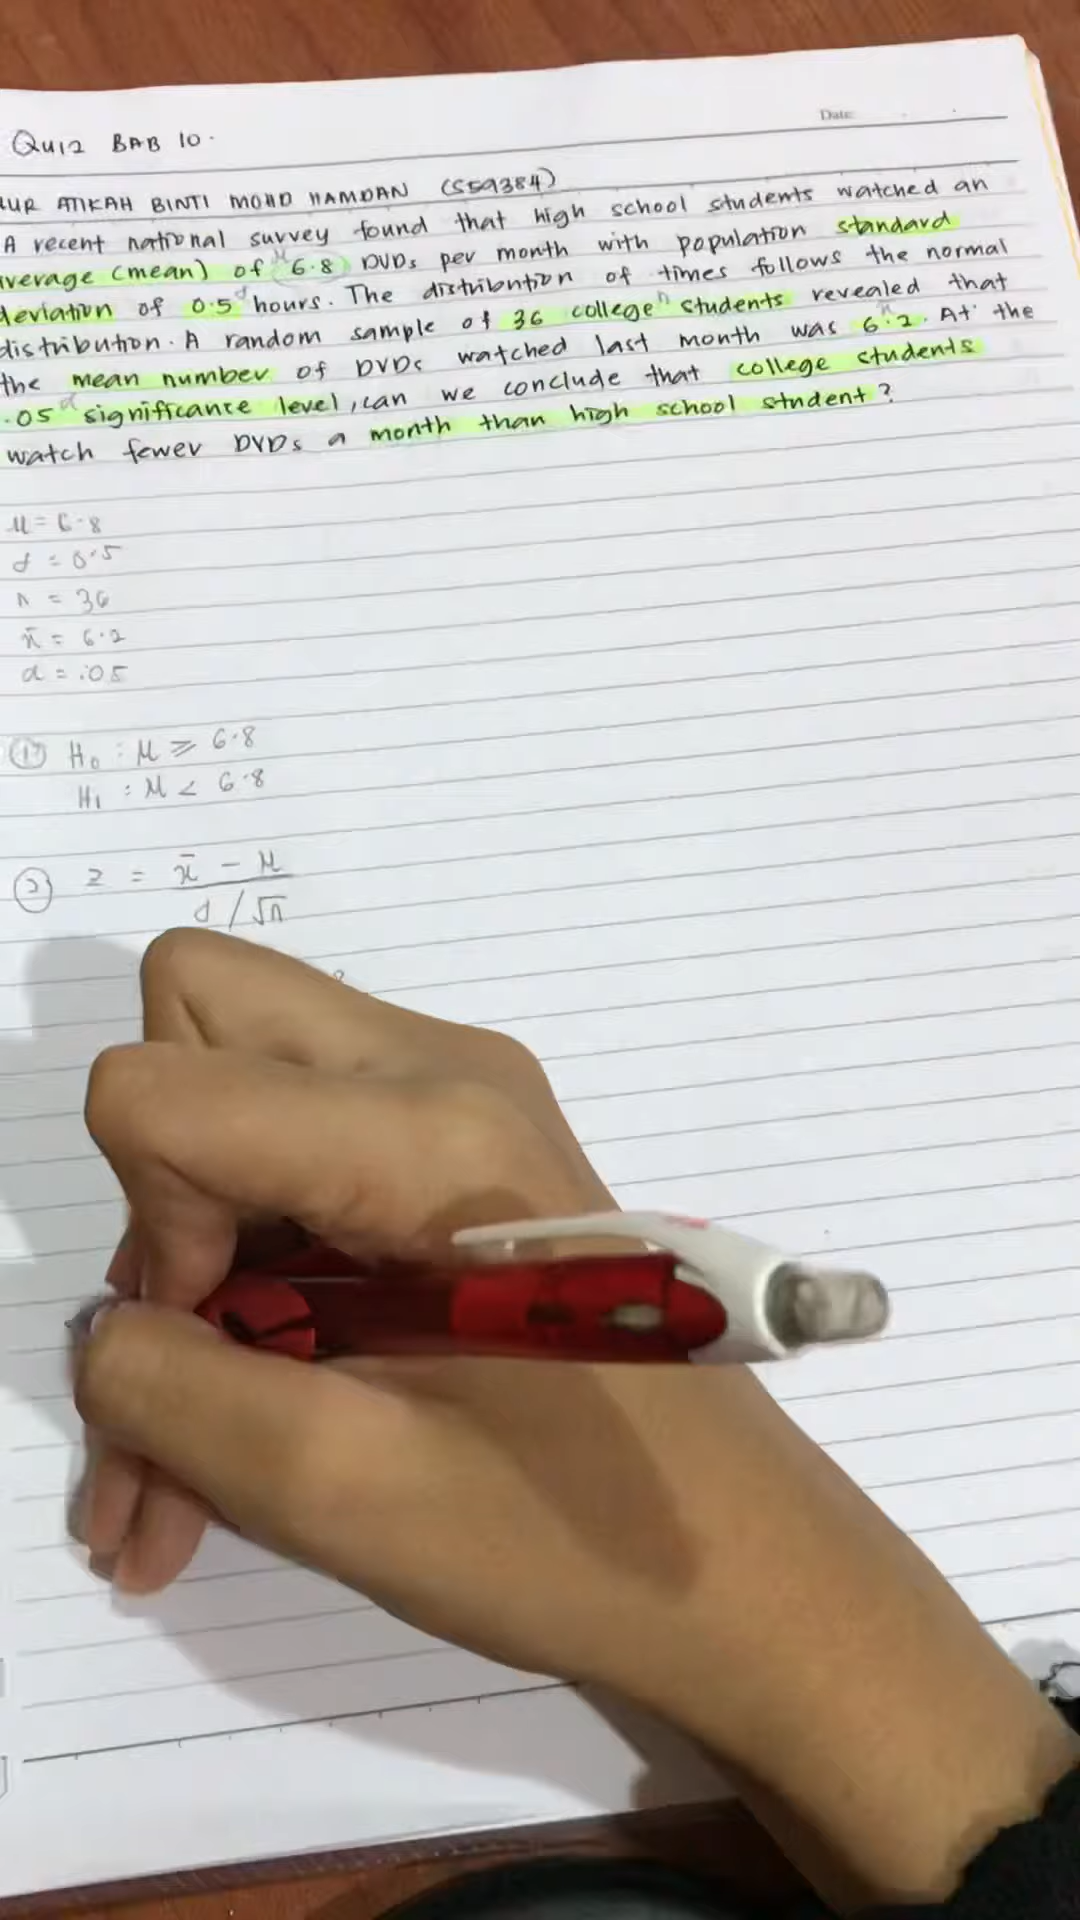 Date:
QUIZ BAB 10.
UR ATIKAH BINTI MOHD HAMDAN (S59384)
A recent national survey found that high school students watched an
average (mean) of 6.8 DVDs per month with population standard
deviation of 0.5 hours. The distribution of times follows the normal
distribution. A random sample of 36 college students revealed that
the mean number of DVDs watched last month was 6.2. At the
.05 significance level, can we conclude that college students
watch fewer DVDs a month than high school student?
μ = 6.8
σ = 0.5
n = 36
x̄ = 6.2
α = .05
① H₀ : μ ≥ 6.8
H₁ : μ < 6.8
② z = x̄ - μ
σ / √n